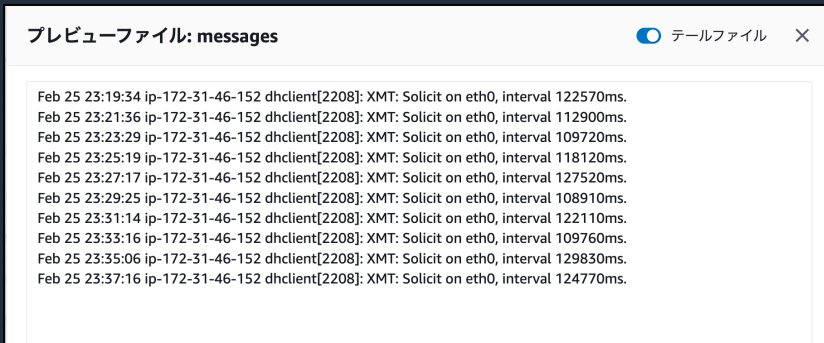 プレビューファイル: messages
テールファイル
Feb 25 23:19:34 ip-172-31-46-152 dhclient[2208]: XMT: Solicit on eth0, interval 122570ms.
Feb 25 23:21:36 ip-172-31-46-152 dhclient[2208]: XMT: Solicit on eth0, interval 112900ms.
Feb 25 23:23:29 ip-172-31-46-152 dhclient[2208]: XMT: Solicit on eth0, interval 109720ms.
Feb 25 23:25:19 ip-172-31-46-152 dhclient[2208]: XMT: Solicit on eth0, interval 118120ms.
Feb 25 23:27:17 ip-172-31-46-152 dhclient[2208]: XMT: Solicit on eth0, interval 127520ms.
Feb 25 23:29:25 ip-172-31-46-152 dhclient[2208]: XMT: Solicit on eth0, interval 108910ms.
Feb 25 23:31:14 ip-172-31-46-152 dhclient[2208]: XMT: Solicit on eth0, interval 122110ms.
Feb 25 23:33:16 ip-172-31-46-152 dhclient[2208]: XMT: Solicit on eth0, interval 109760ms.
Feb 25 23:35:06 ip-172-31-46-152 dhclient[2208]: XMT: Solicit on eth0, interval 129830ms.
Feb 25 23:37:16 ip-172-31-46-152 dhclient[2208]: XMT: Solicit on eth0, interval 124770ms.